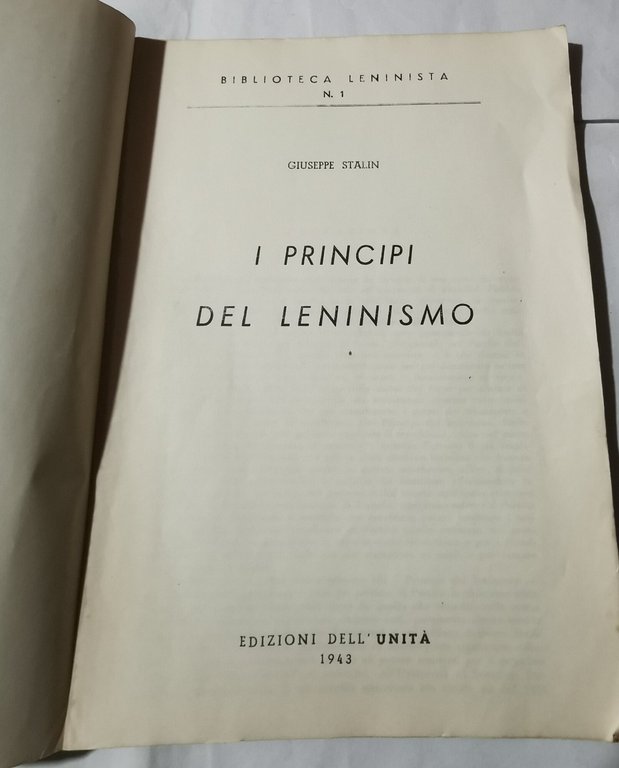 BIBLIOTECA LENINISTA
N. 1
GIUSEPPE STALIN
I PRINCIPI
DEL LENINISMO
EDIZIONI DELL'UNITÀ
1943